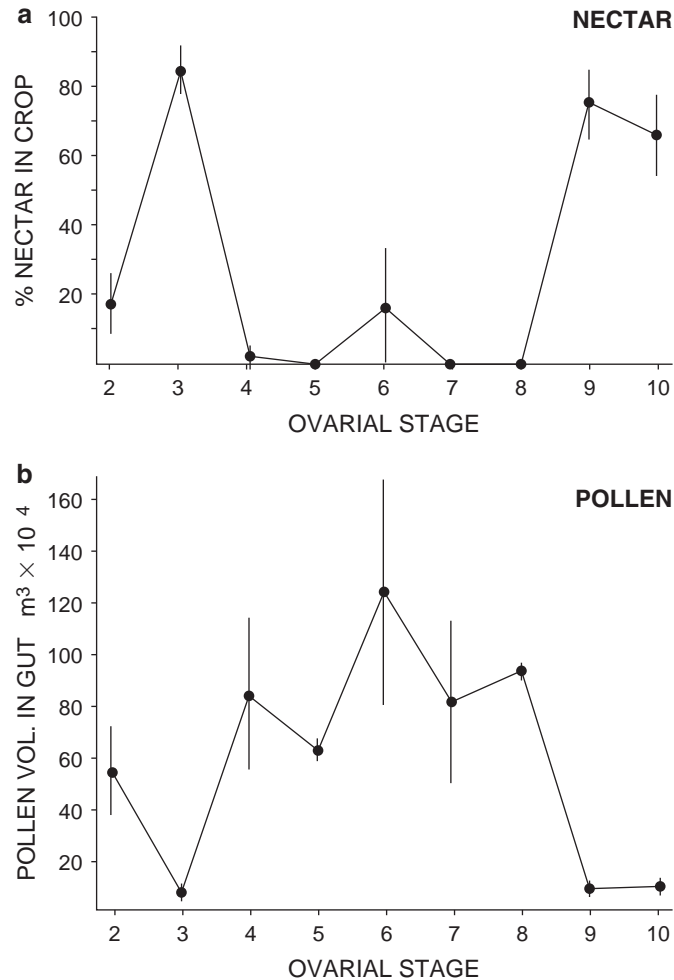 a
NECTAR
% NECTAR IN CROP
100
80
60
40
20
2 3 4 5 6 7 8 9 10
OVARIAL STAGE
b
POLLEN
POLLEN VOL. IN GUT m³ × 10 ⁴
160
140
120
100
80
60
40
20
2 3 4 5 6 7 8 9 10
OVARIAL STAGE